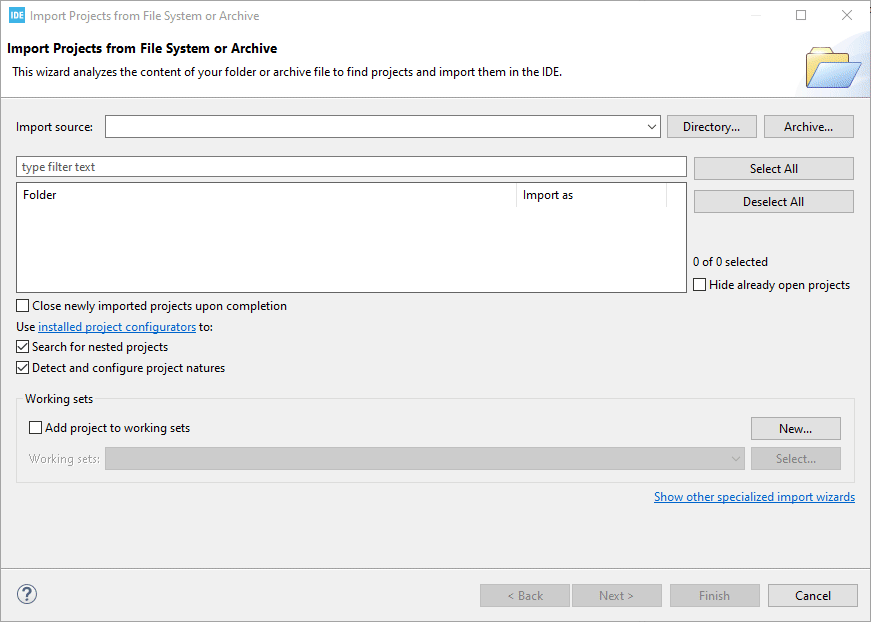 IDE Import Projects from File System or Archive
Import Projects from File System or Archive
This wizard analyzes the content of your folder or archive file to find projects and import them in the IDE.
Import source: Directory... Archive...
type filter text Select All
Folder Import as
Deselect All
0 of 0 selected
Hide already open projects
Close newly imported projects upon completion
Use installed project configurators to:
Search for nested projects
Detect and configure project natures
Working sets
Add project to working sets New...
Working sets: Select...
Show other specialized import wizards
? < Back Next > Finish Cancel